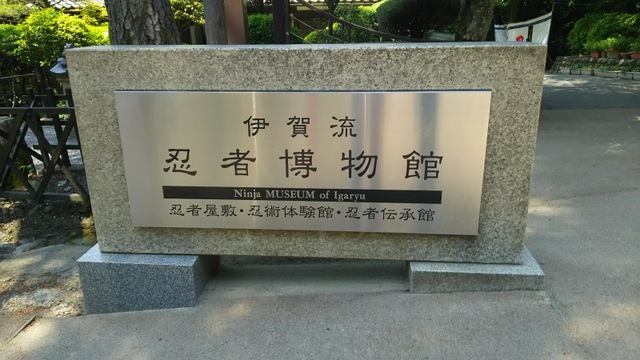 伊賀流
忍者博物館
Ninja MUSEUM of Igaryu
忍者屋敷・忍術体験館・忍者伝承館